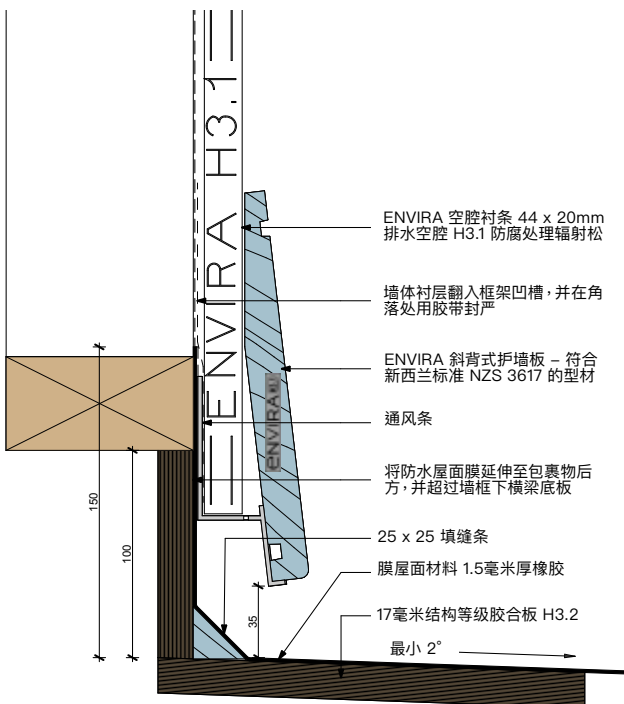 ENVIRA H3.1
ENVIRA 空腔衬条 44 x 20mm
排水空腔 H3.1 防腐处理辐射松
墙体衬层翻入框架凹槽，并在角
落处用胶带封严
ENVIRA 斜背式护墙板 – 符合
新西兰标准 NZS 3617 的型材
ENVIRA
通风条
将防水屋面膜延伸至包裹物后
方，并超过墙框下横梁底板
25 x 25 填缝条
膜屋面材料 1.5毫米厚橡胶
17毫米结构等级胶合板 H3.2
最小 2°
150
100
35